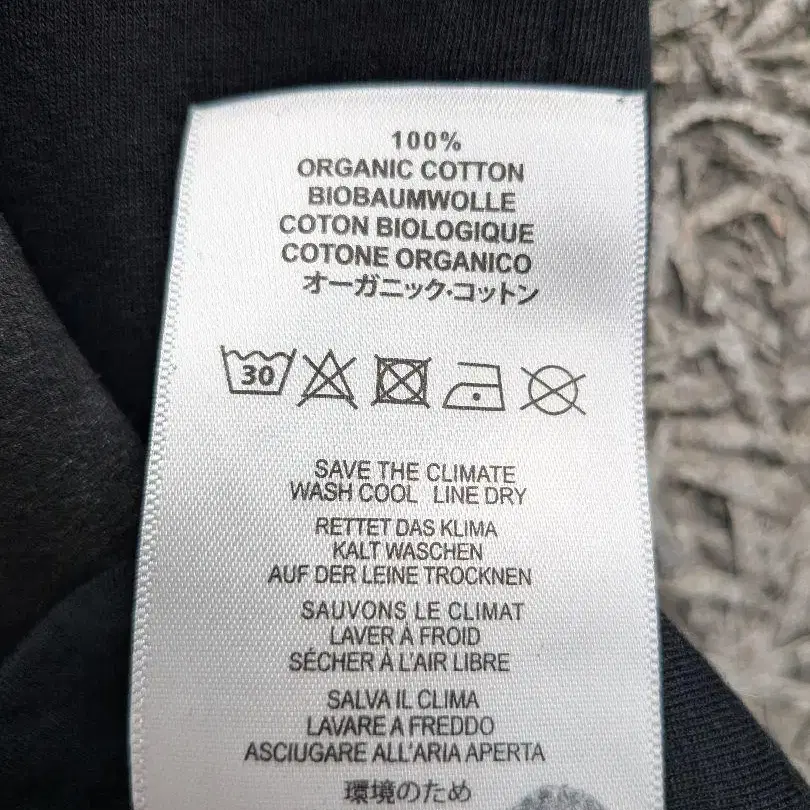 100%
ORGANIC COTTON
BIOBAUMWOLLE
COTON BIOLOGIQUE
COTONE ORGANICO
オーガニック·コットン
30
SAVE THE CLIMATE
WASH COOL LINE DRY
RETTET DAS KLIMA
KALT WASCHEN
AUF DER LEINE TROCKNEN
SAUVONS LE CLIMAT
LAVER À FROID
SÉCHER À L'AIR LIBRE
SALVA IL CLIMA
LAVARE A FREDDO
ASCIUGARE ALL'ARIA APERTA
環境のため